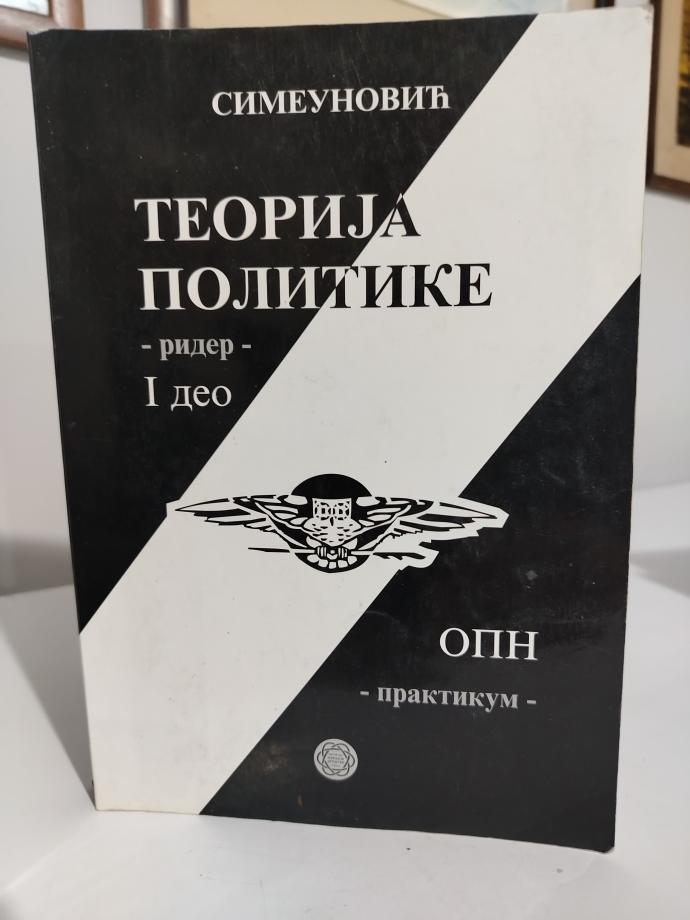 СИМЕУНОВИЋ
ТЕОРИЈА
ПОЛИТИКЕ
- ридер -
I део
ОПН
- практикум -